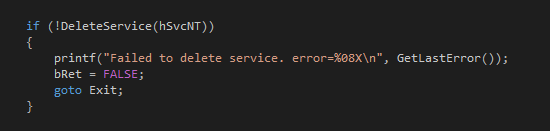 if (!DeleteService(hSvcNT))
{
    printf("Failed to delete service. error=%08X\n", GetLastError());
    bRet = FALSE;
    goto Exit;
}